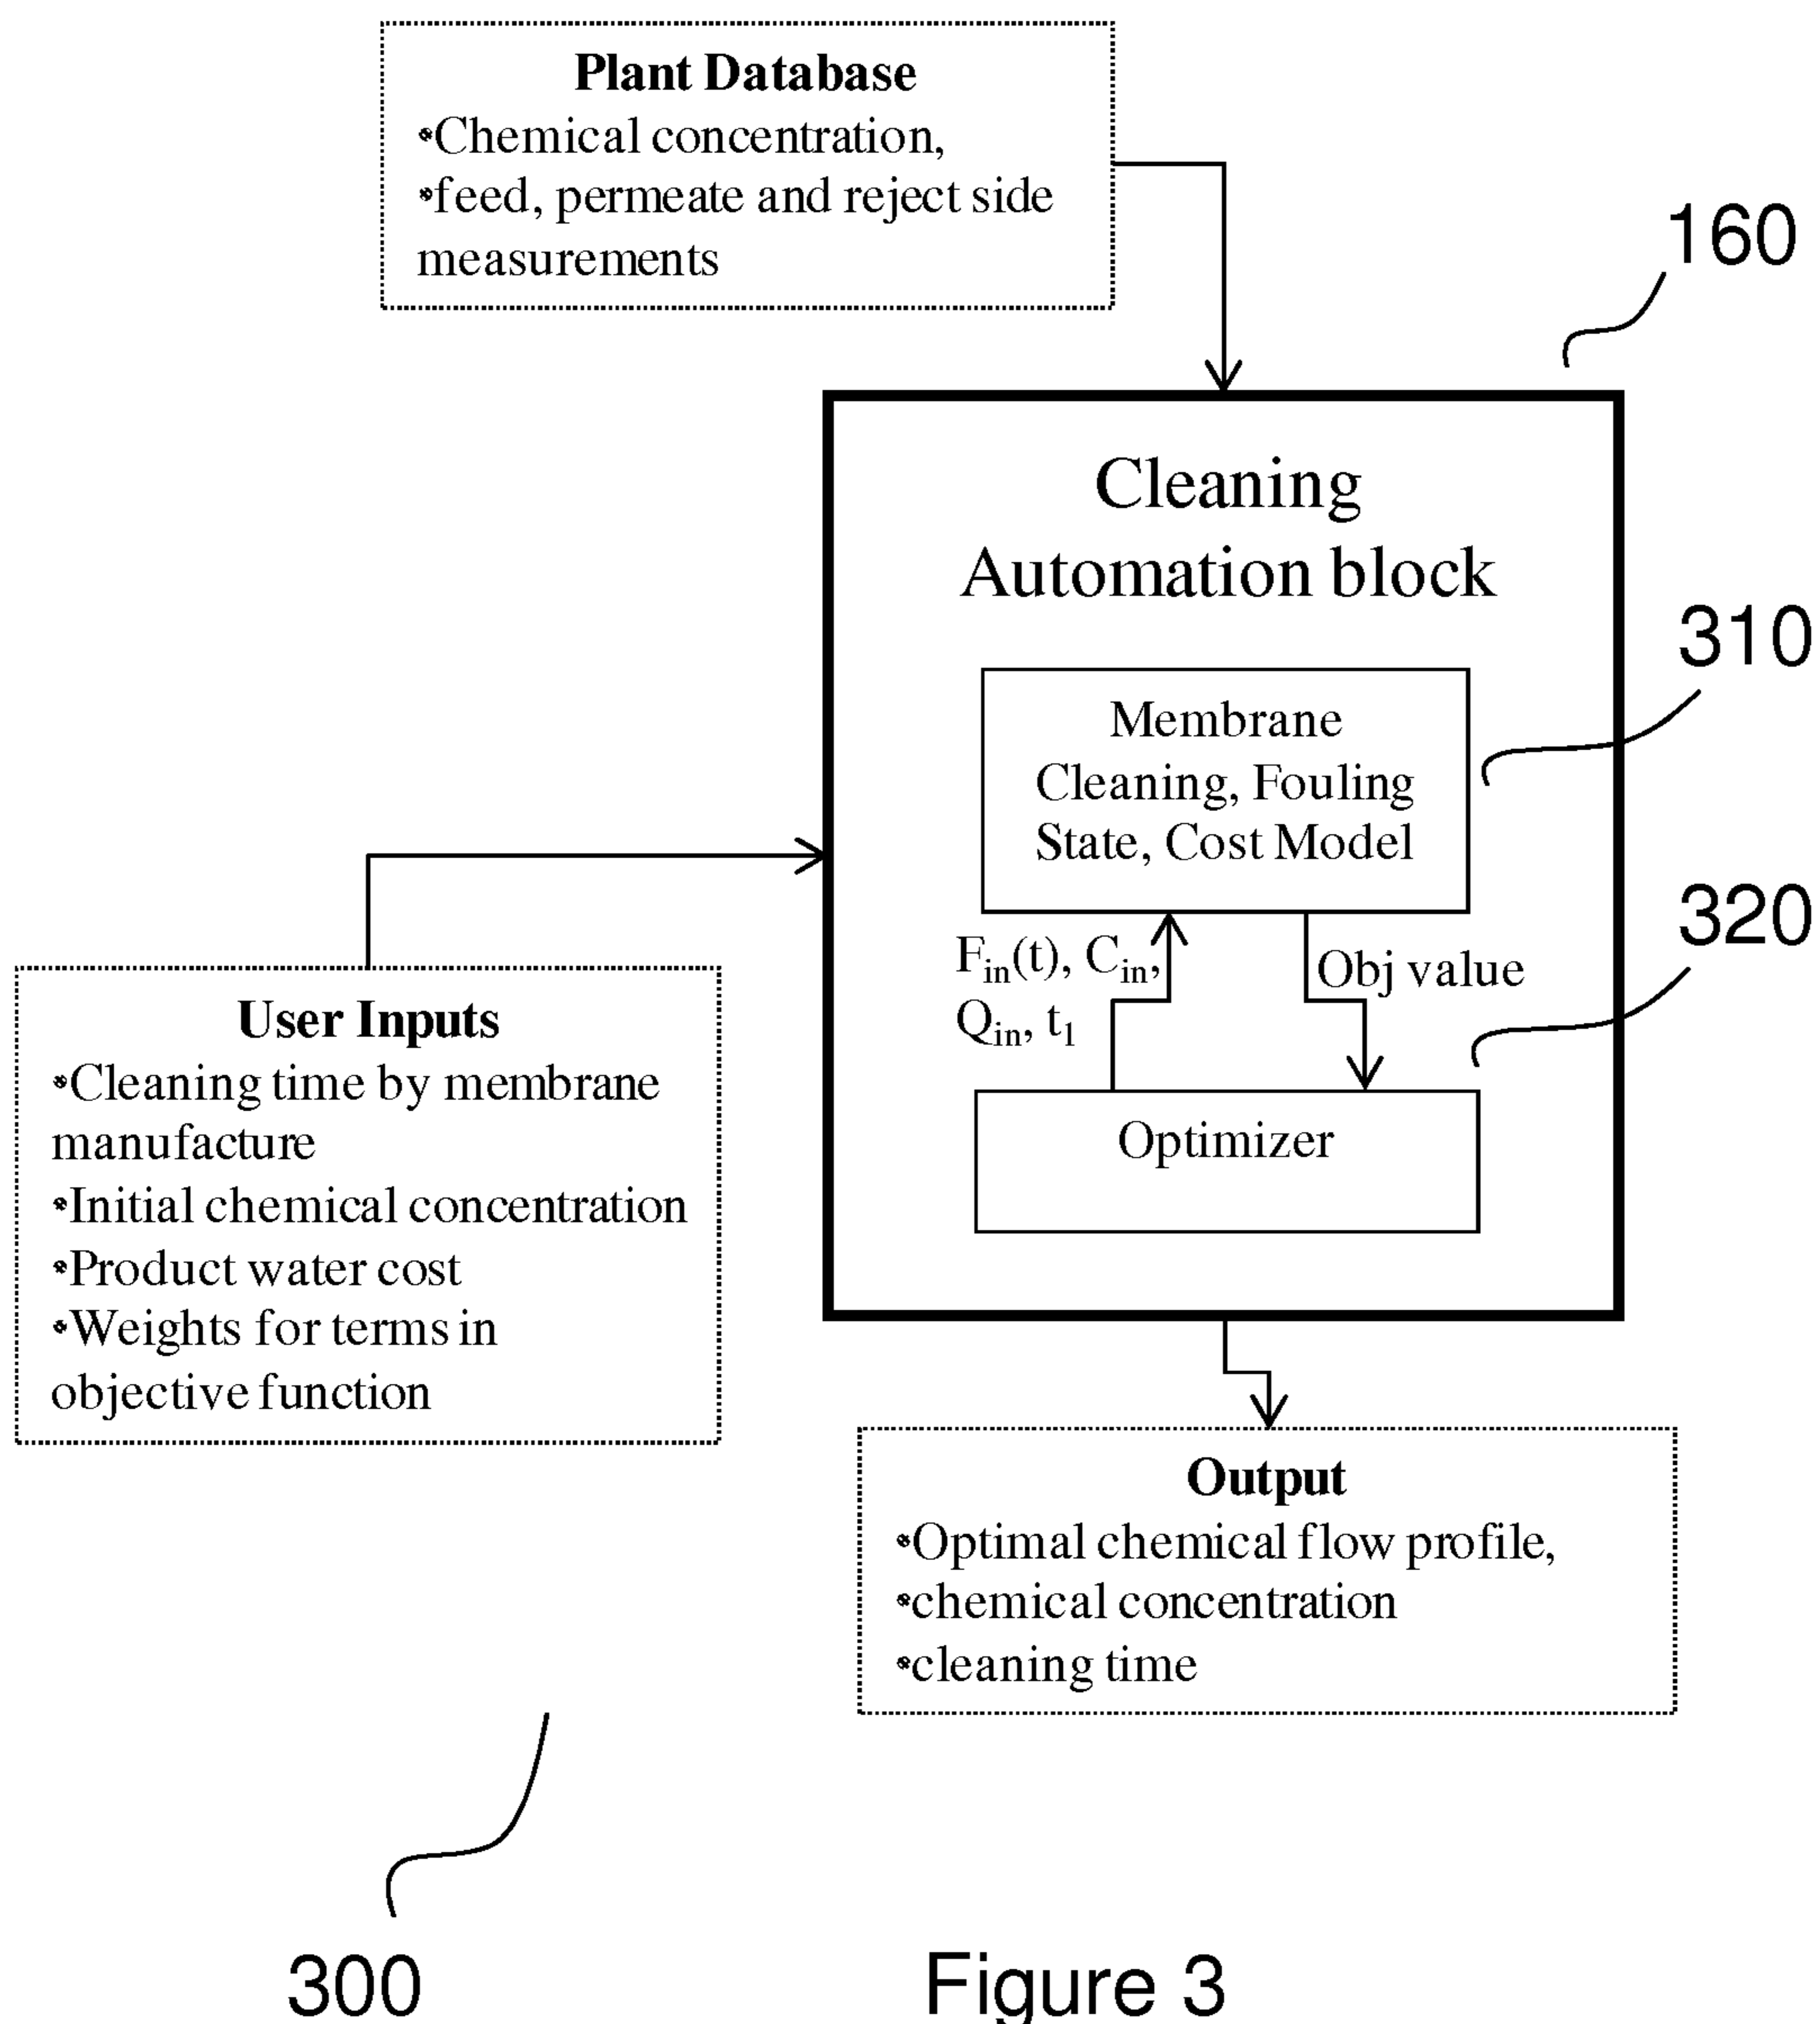 Plant Database
•Chemical concentration,
•feed, permeate and reject side
measurements
160
Cleaning
Automation block
310
Membrane
Cleaning, Fouling
State, Cost Model
320
Fin(t), Cin,
Qin, t1
Obj value
Optimizer
User Inputs
•Cleaning time by membrane
manufacture
•Initial chemical concentration
•Product water cost
•Weights for terms in
objective function
Output
•Optimal chemical flow profile,
•chemical concentration
•cleaning time
300
Figure 3